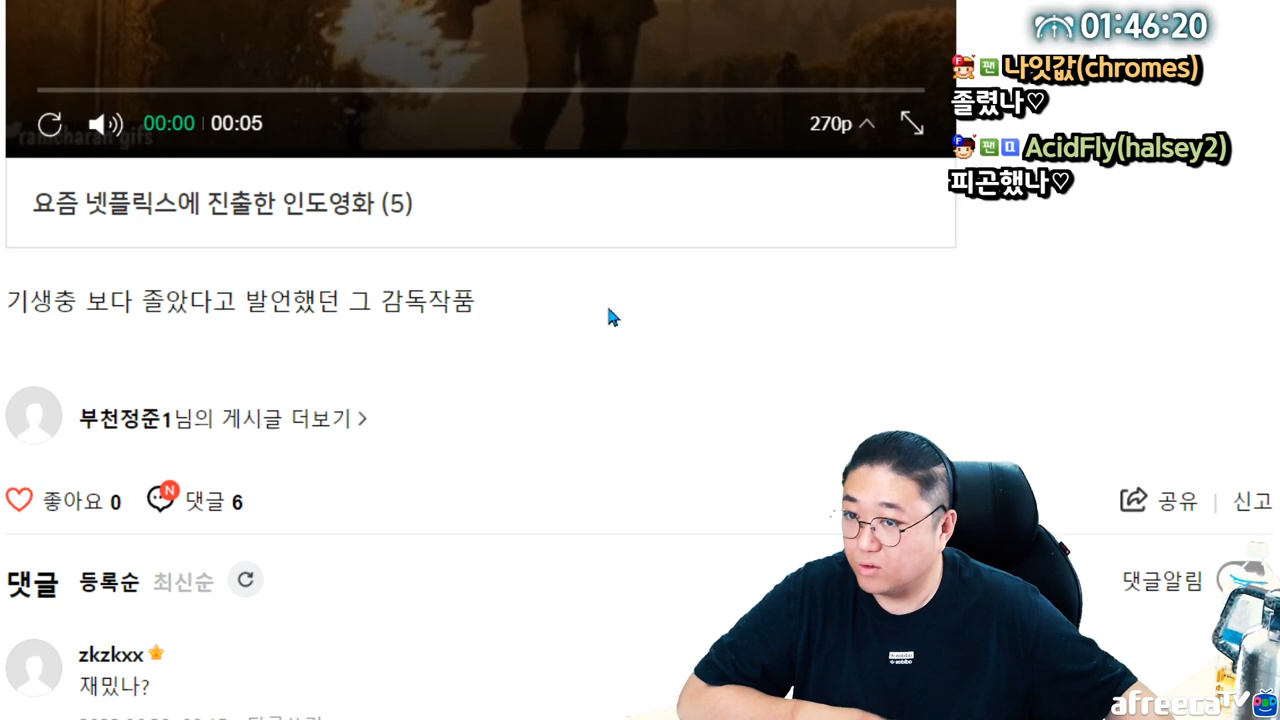 01:46:20
나잇값(chromes)
졸렸나♡
AcidFly(halsey2)
피곤했나♡
ramcharan gifs
00:00 00:05
270p
요즘 넷플릭스에 진출한 인도영화 (5)
기생충 보다 졸았다고 발언했던 그 감독작품
부천정준1님의 게시글 더보기 >
좋아요 0 댓글 6
공유 | 신고
댓글 등록순 최신순
댓글알림
zkzkxx
재밌나?
afreecaTV